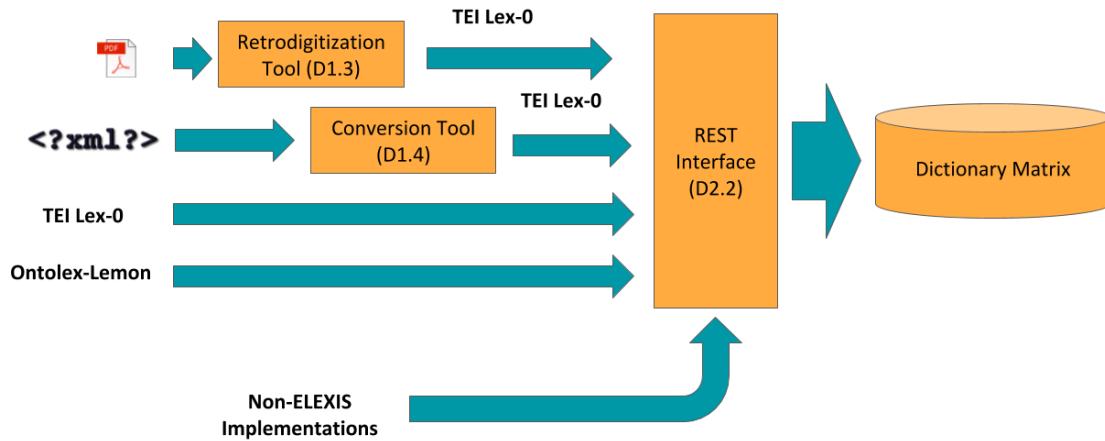 TEI Lex-0
PDF
Retrodigitization
Tool (D1.3)
TEI Lex-0
<?xml?>
Conversion Tool
(D1.4)
REST
Interface
(D2.2)
Dictionary Matrix
TEI Lex-0
Ontolex-Lemon
Non-ELEXIS
Implementations